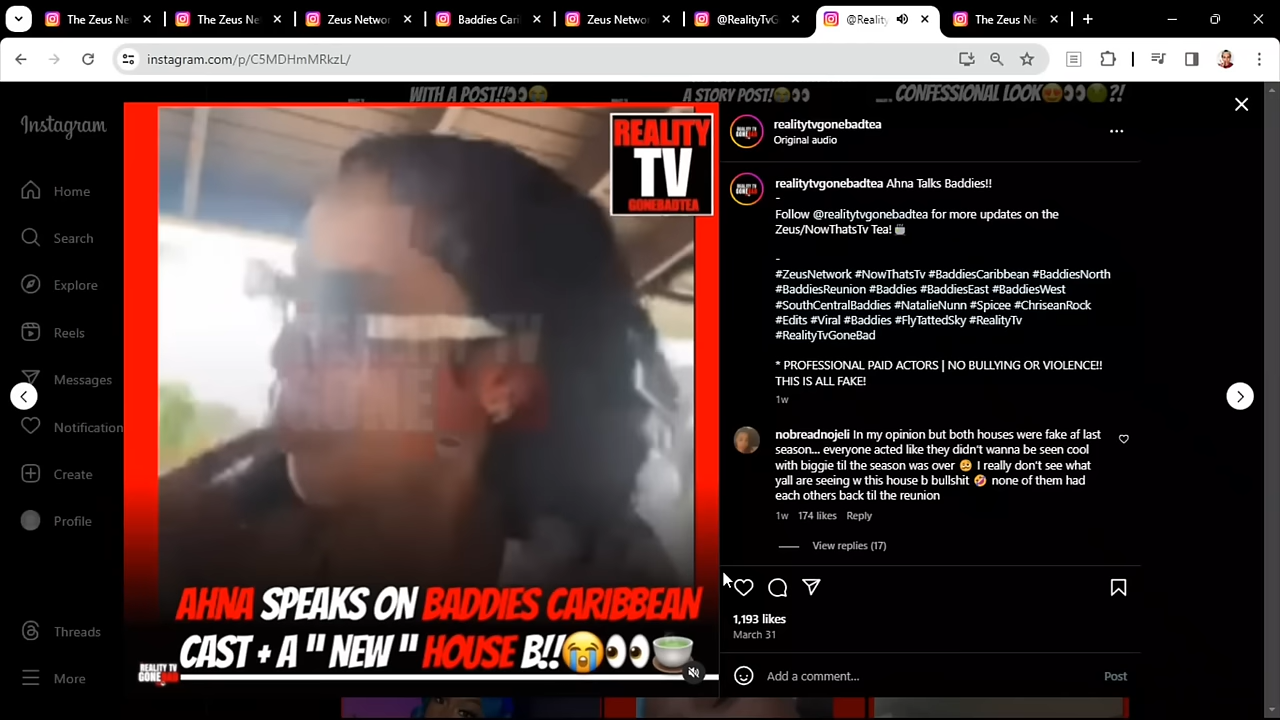 The Zeus N
The Zeus N
Zeus Netwo
Baddies Cari
Zeus Netwo
@RealityTvG
@Reality
The Zeus Ne
instagram.com/p/C5MDHmMRkzL/
WITH A POST!!👀😂
A STORY POST!😂👀
CONFESSIONAL LOOK😍👀🤢?!
Instagram
Home
Search
Explore
Reels
Messages
Notification
Create
Profile
Threads
More
REALITY
TV
GONEBADTEA
REALITY TV
GONEBAD
AHNA SPEAKS ON BADDIES CARIBBEAN
CAST + A "NEW" HOUSE B!!😭👀🍵
REALITY TV
GONEBAD
realitytvgonebadtea
Original audio
realitytvgonebadtea Ahna Talks Baddies!!
-
Follow @realitytvgonebadtea for more updates on the
Zeus/NowThatsTv Tea!🍵
-
#ZeusNetwork #NowThatsTv #BaddiesCaribbean #BaddiesNorth
#BaddiesReunion #Baddies #BaddiesEast #BaddiesWest
#SouthCentralBaddies #NatalieNunn #Spicee #ChriseanRock
#Edits #Viral #Baddies #FlyTattedSky #RealityTv
#RealityTvGoneBad
* PROFESSIONAL PAID ACTORS | NO BULLYING OR VIOLENCE!!
THIS IS ALL FAKE!
1w
nobreadnojeli In my opinion but both houses were fake af last
season... everyone acted like they didn't wanna be seen cool
with biggie til the season was over 😐 I really don't see what
yall are seeing w this house b bullshit 🤣 none of them had
each others back til the reunion
1w 174 likes Reply
View replies (17)
1,193 likes
March 31
Add a comment...
Post